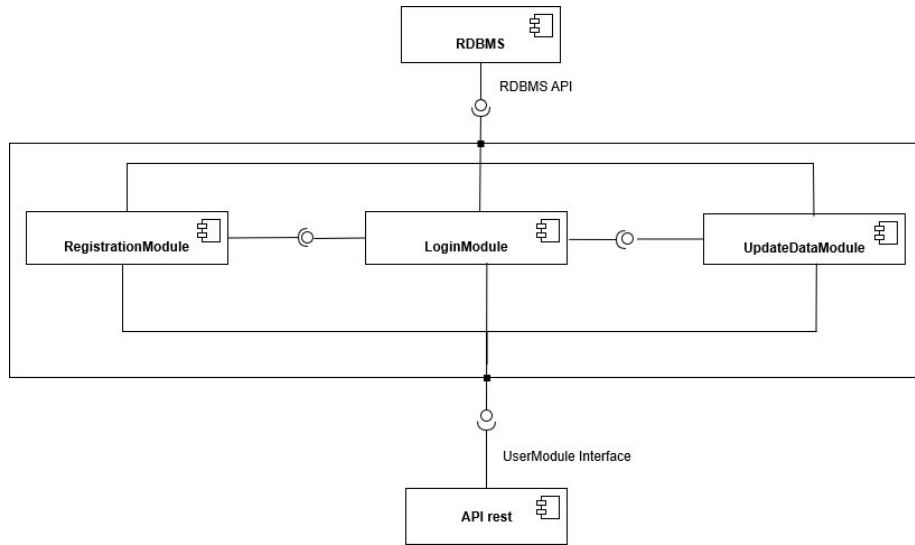 RDBMS
RDBMS API
RegistrationModule
LoginModule
UpdateDataModule
UserModule Interface
API rest